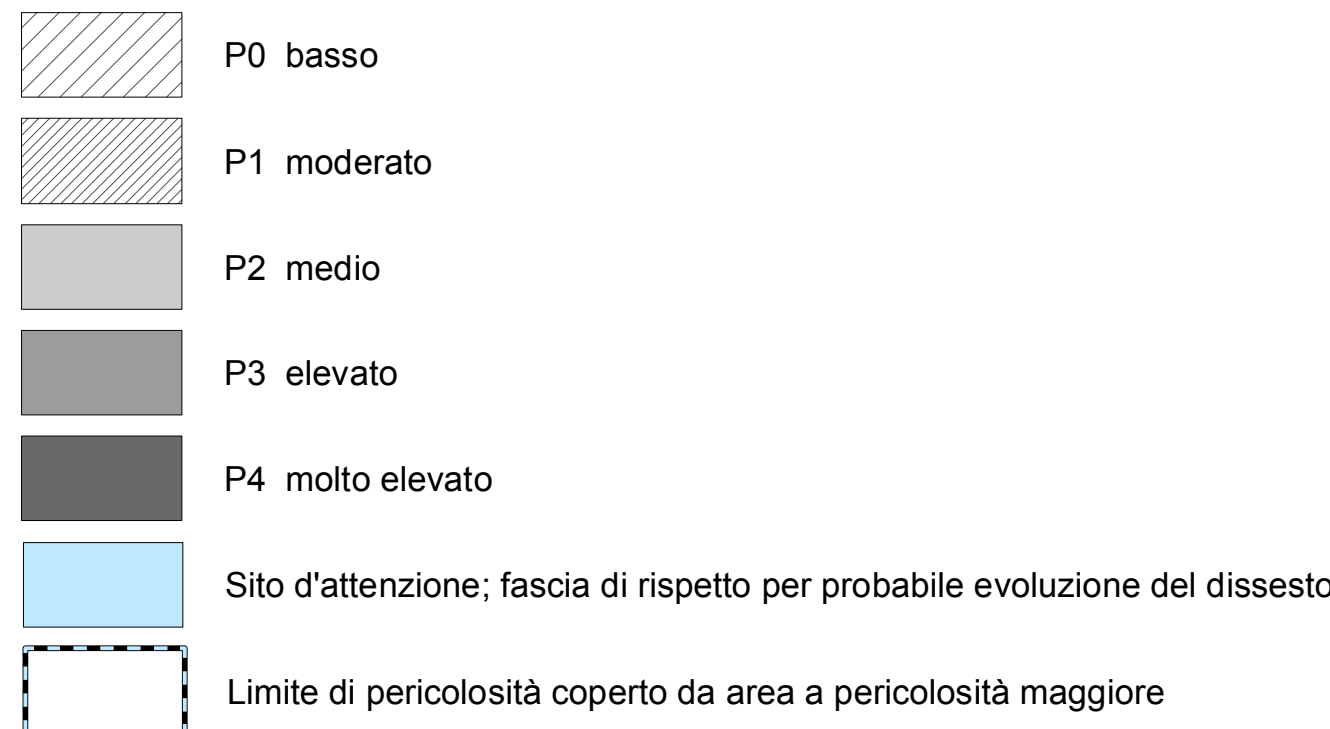 P0 basso
P1 moderato
P2 medio
P3 elevato
P4 molto elevato
Sito d'attenzione; fascia di rispetto per probabile evoluzione del dissesto
Limite di pericolosità coperto da area a pericolosità maggiore